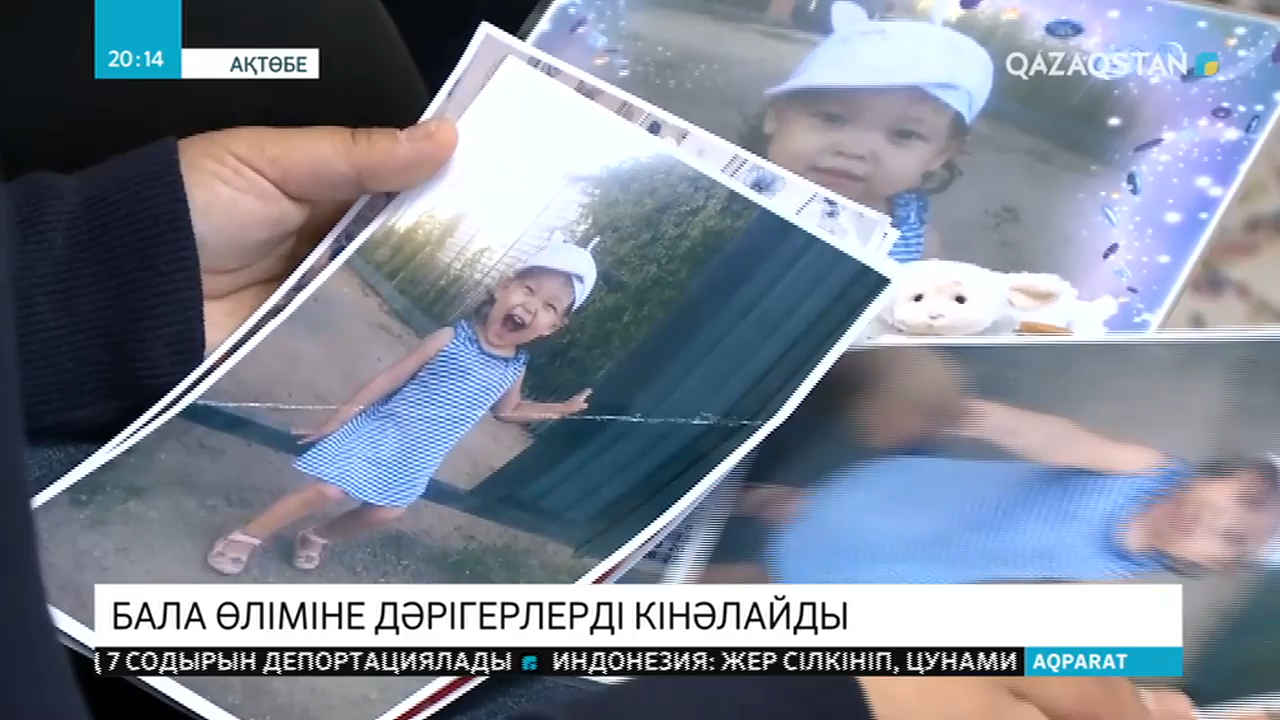 20:14
АҚТӨБЕ
QAZAQSTAN
БАЛА ӨЛІМІНЕ ДӘРІГЕРЛЕРДІ КІНӘЛАЙДЫ
7 СОДЫРЫН ДЕПОРТАЦИЯЛАДЫ ИНДОНЕЗИЯ: ЖЕР СІЛКІНІП, ЦУНАМИ
AQPARAT